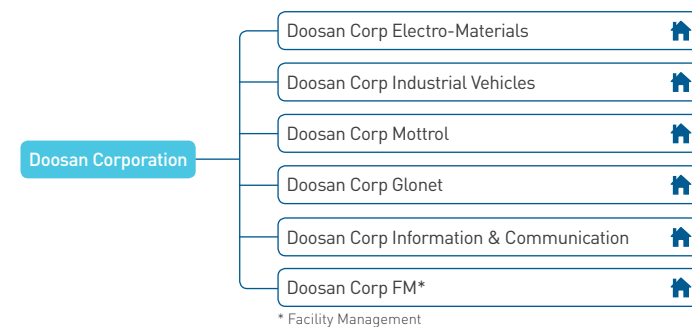 Doosan Corp Electro-Materials
Doosan Corp Industrial Vehicles
Doosan Corp Mottrol
Doosan Corporation
Doosan Corp Glonet
Doosan Corp Information & Communication
Doosan Corp FM*
* Facility Management